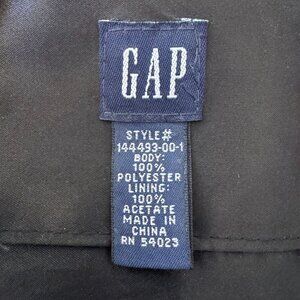 GAP
STYLE#
144493-00-1
BODY:
100%
POLYESTER
LINING:
100%
ACETATE
MADE IN
CHINA
RN 54023